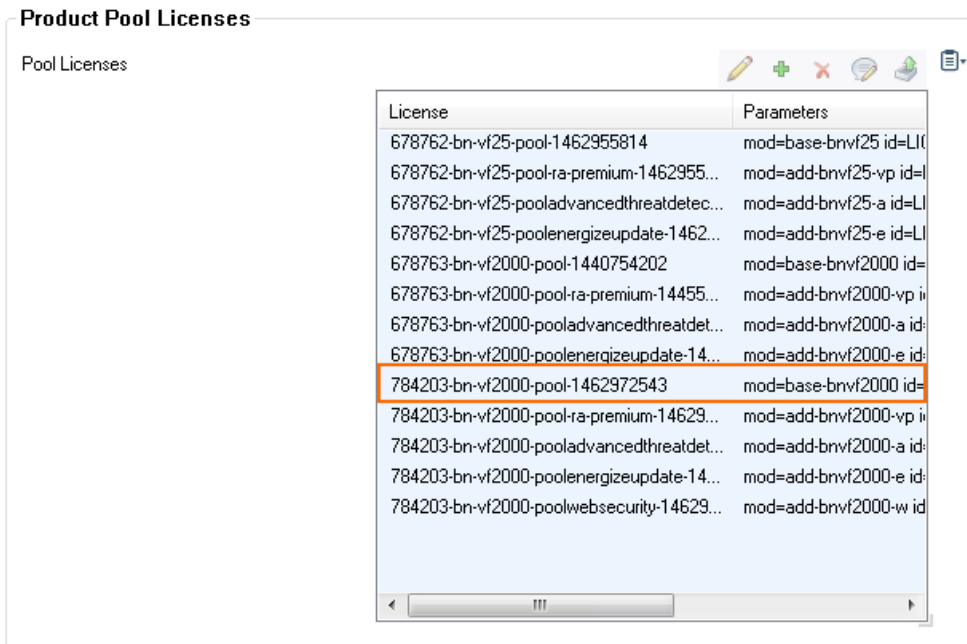 Product Pool Licenses
Pool Licenses
License Parameters
678762-bn-vf25-pool-1462955814 mod=base-bnvf25 id=LI(
678762-bn-vf25-pool-ra-premium-1462955... mod=add-bnvf25-vp id=l
678762-bn-vf25-pooladvancedthreatdetec... mod=add-bnvf25-a id=LI
678762-bn-vf25-poolenergizeupdate-1462... mod=add-bnvf25-e id=LI
678763-bn-vf2000-pool-1440754202 mod=base-bnvf2000 id=
678763-bn-vf2000-pool-ra-premium-14455... mod=add-bnvf2000-vp i
678763-bn-vf2000-pooladvancedthreatdet... mod=add-bnvf2000-a id
678763-bn-vf2000-poolenergizeupdate-14... mod=add-bnvf2000-e id
784203-bn-vf2000-pool-1462972543 mod=base-bnvf2000 id=
784203-bn-vf2000-pool-ra-premium-14629... mod=add-bnvf2000-vp i
784203-bn-vf2000-pooladvancedthreatdet... mod=add-bnvf2000-a id
784203-bn-vf2000-poolenergizeupdate-14... mod=add-bnvf2000-e id
784203-bn-vf2000-poolwebsecurity-14629... mod=add-bnvf2000-w id